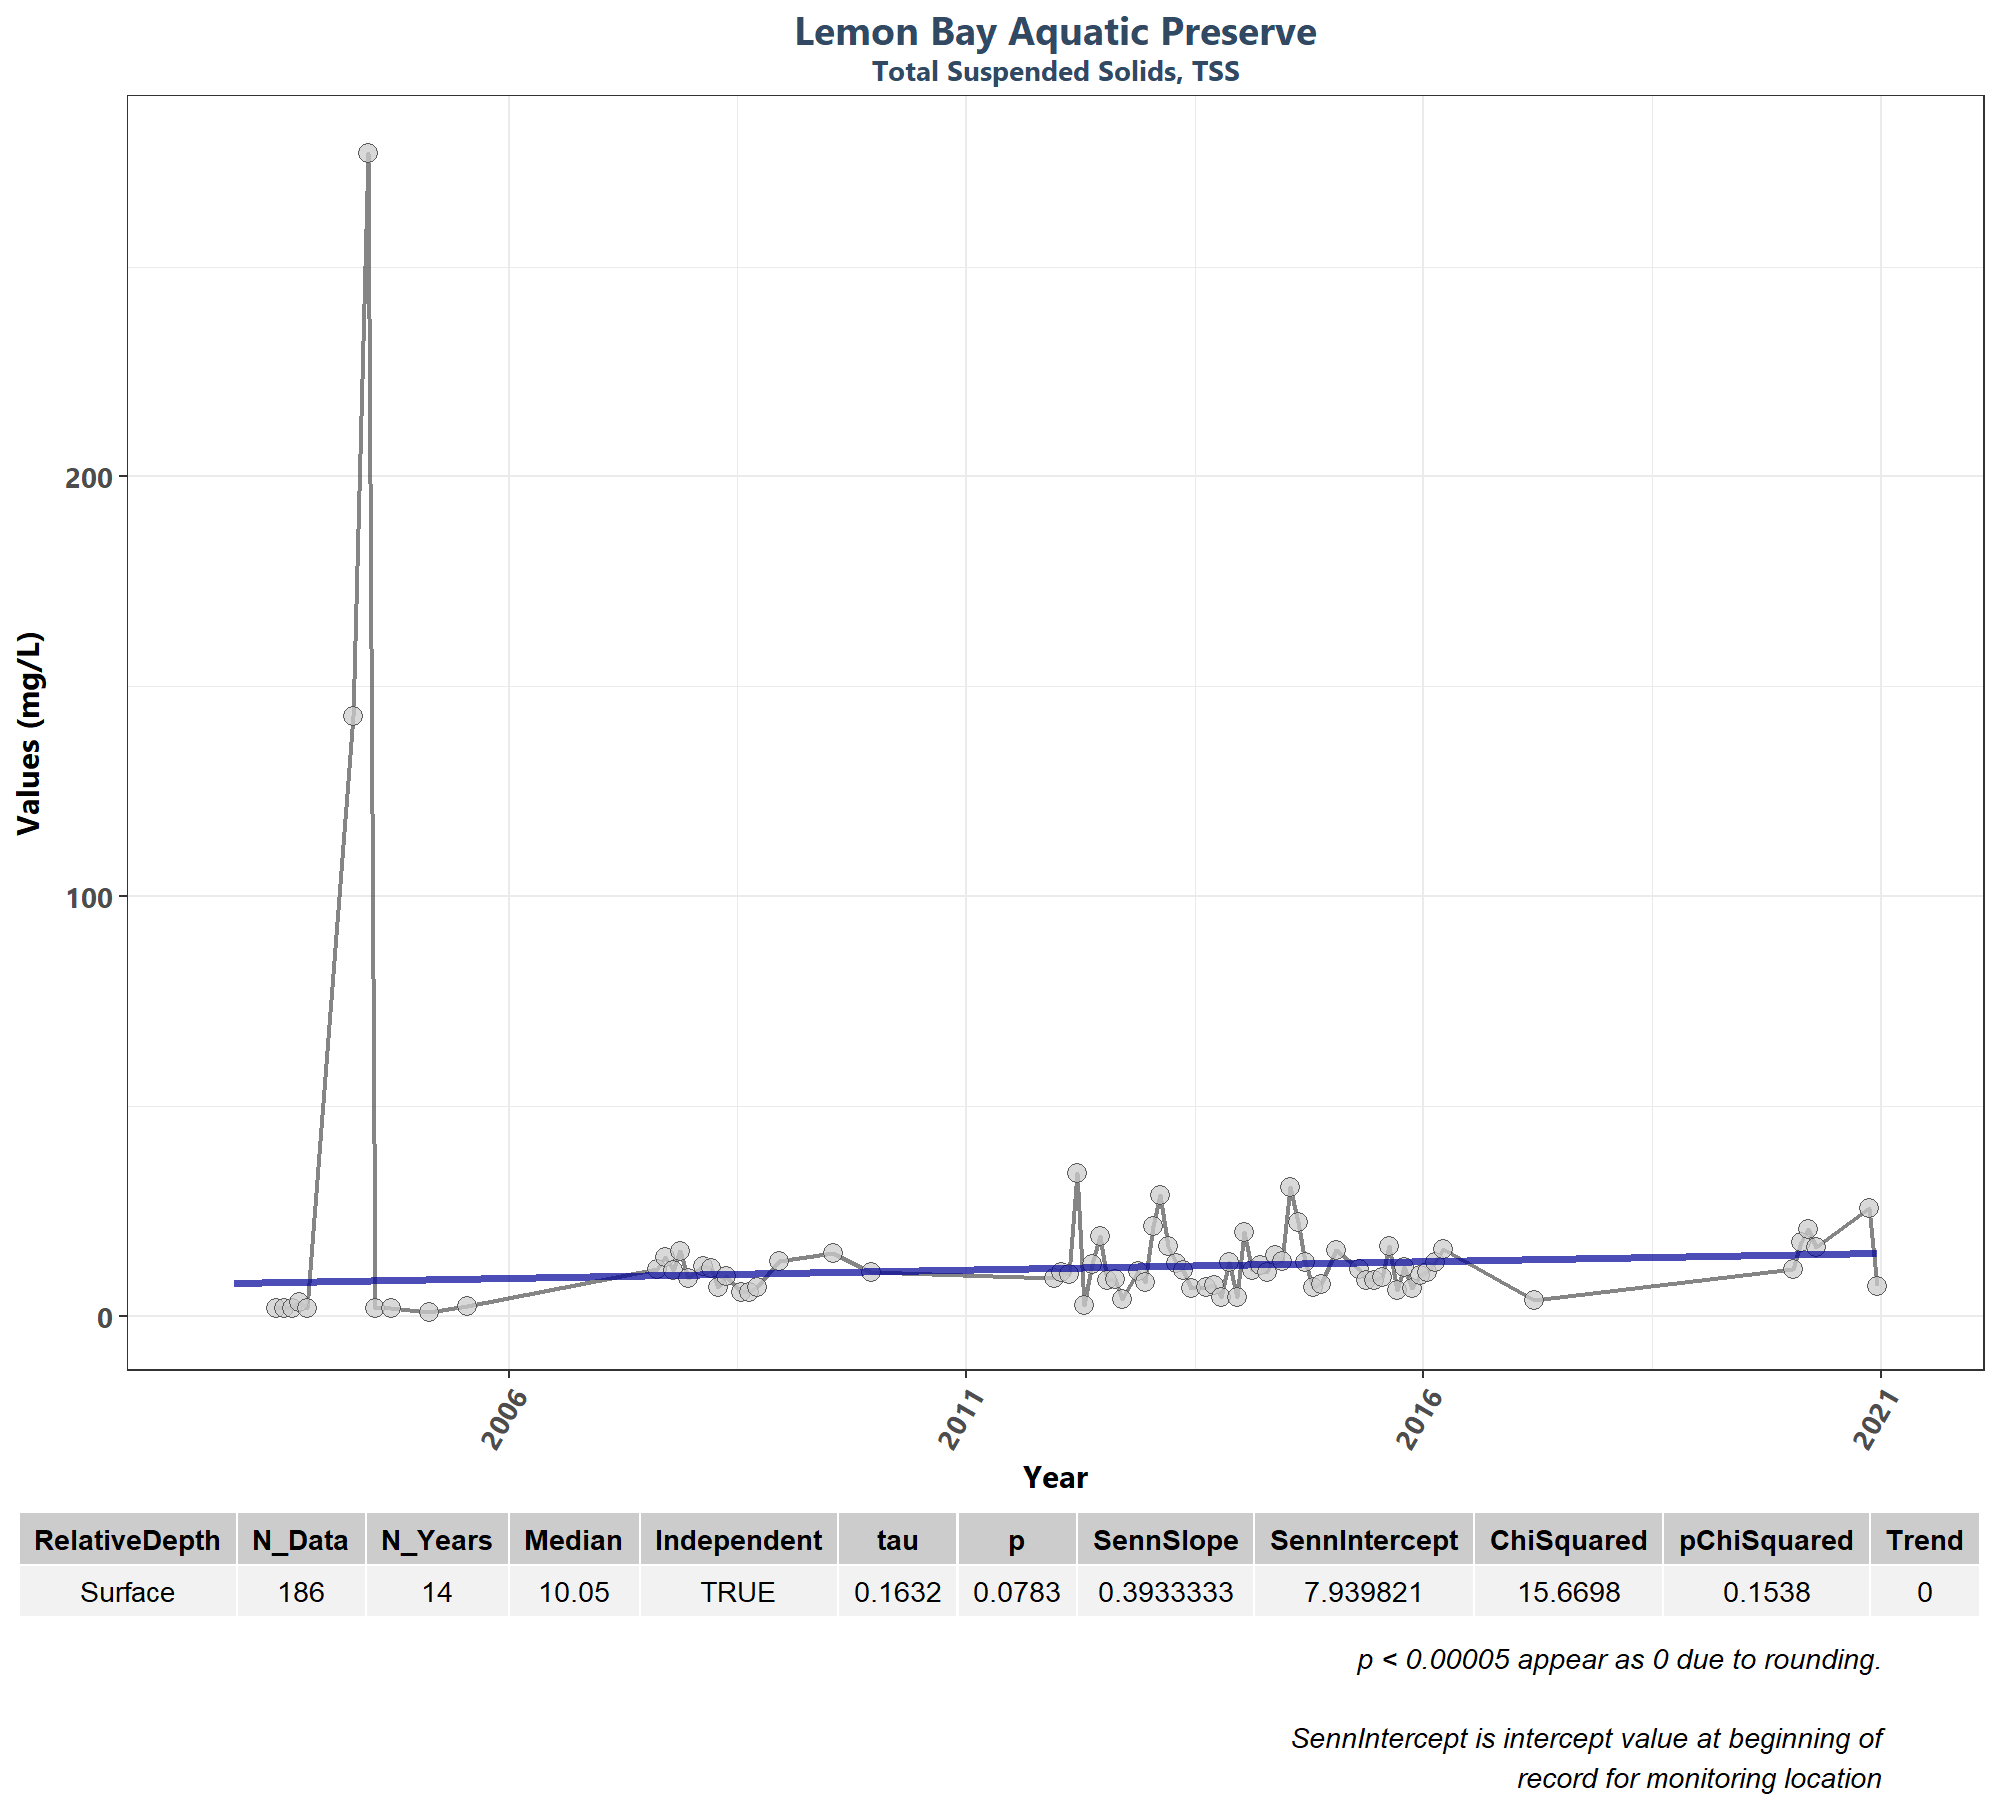 Lemon Bay Aquatic Preserve
Total Suspended Solids, TSS
Values (mg/L)
200
100
0
2006 2011 2016 2021
Year
RelativeDepth N_Data N_Years Median Independent tau p SennSlope SennIntercept ChiSquared pChiSquared Trend
Surface 186 14 10.05 TRUE 0.1632 0.0783 0.3933333 7.939821 15.6698 0.1538 0
p < 0.00005 appear as 0 due to rounding.
SennIntercept is intercept value at beginning of
record for monitoring location